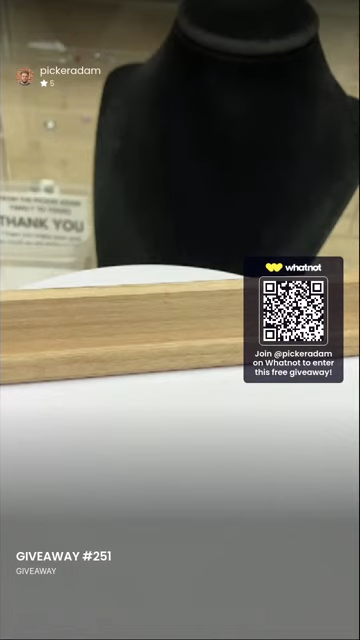 pickeradam
★ 5
THANK YOU
whatnot
Join @pickeradam
on Whatnot to enter
this free giveaway!
GIVEAWAY #251
GIVEAWAY